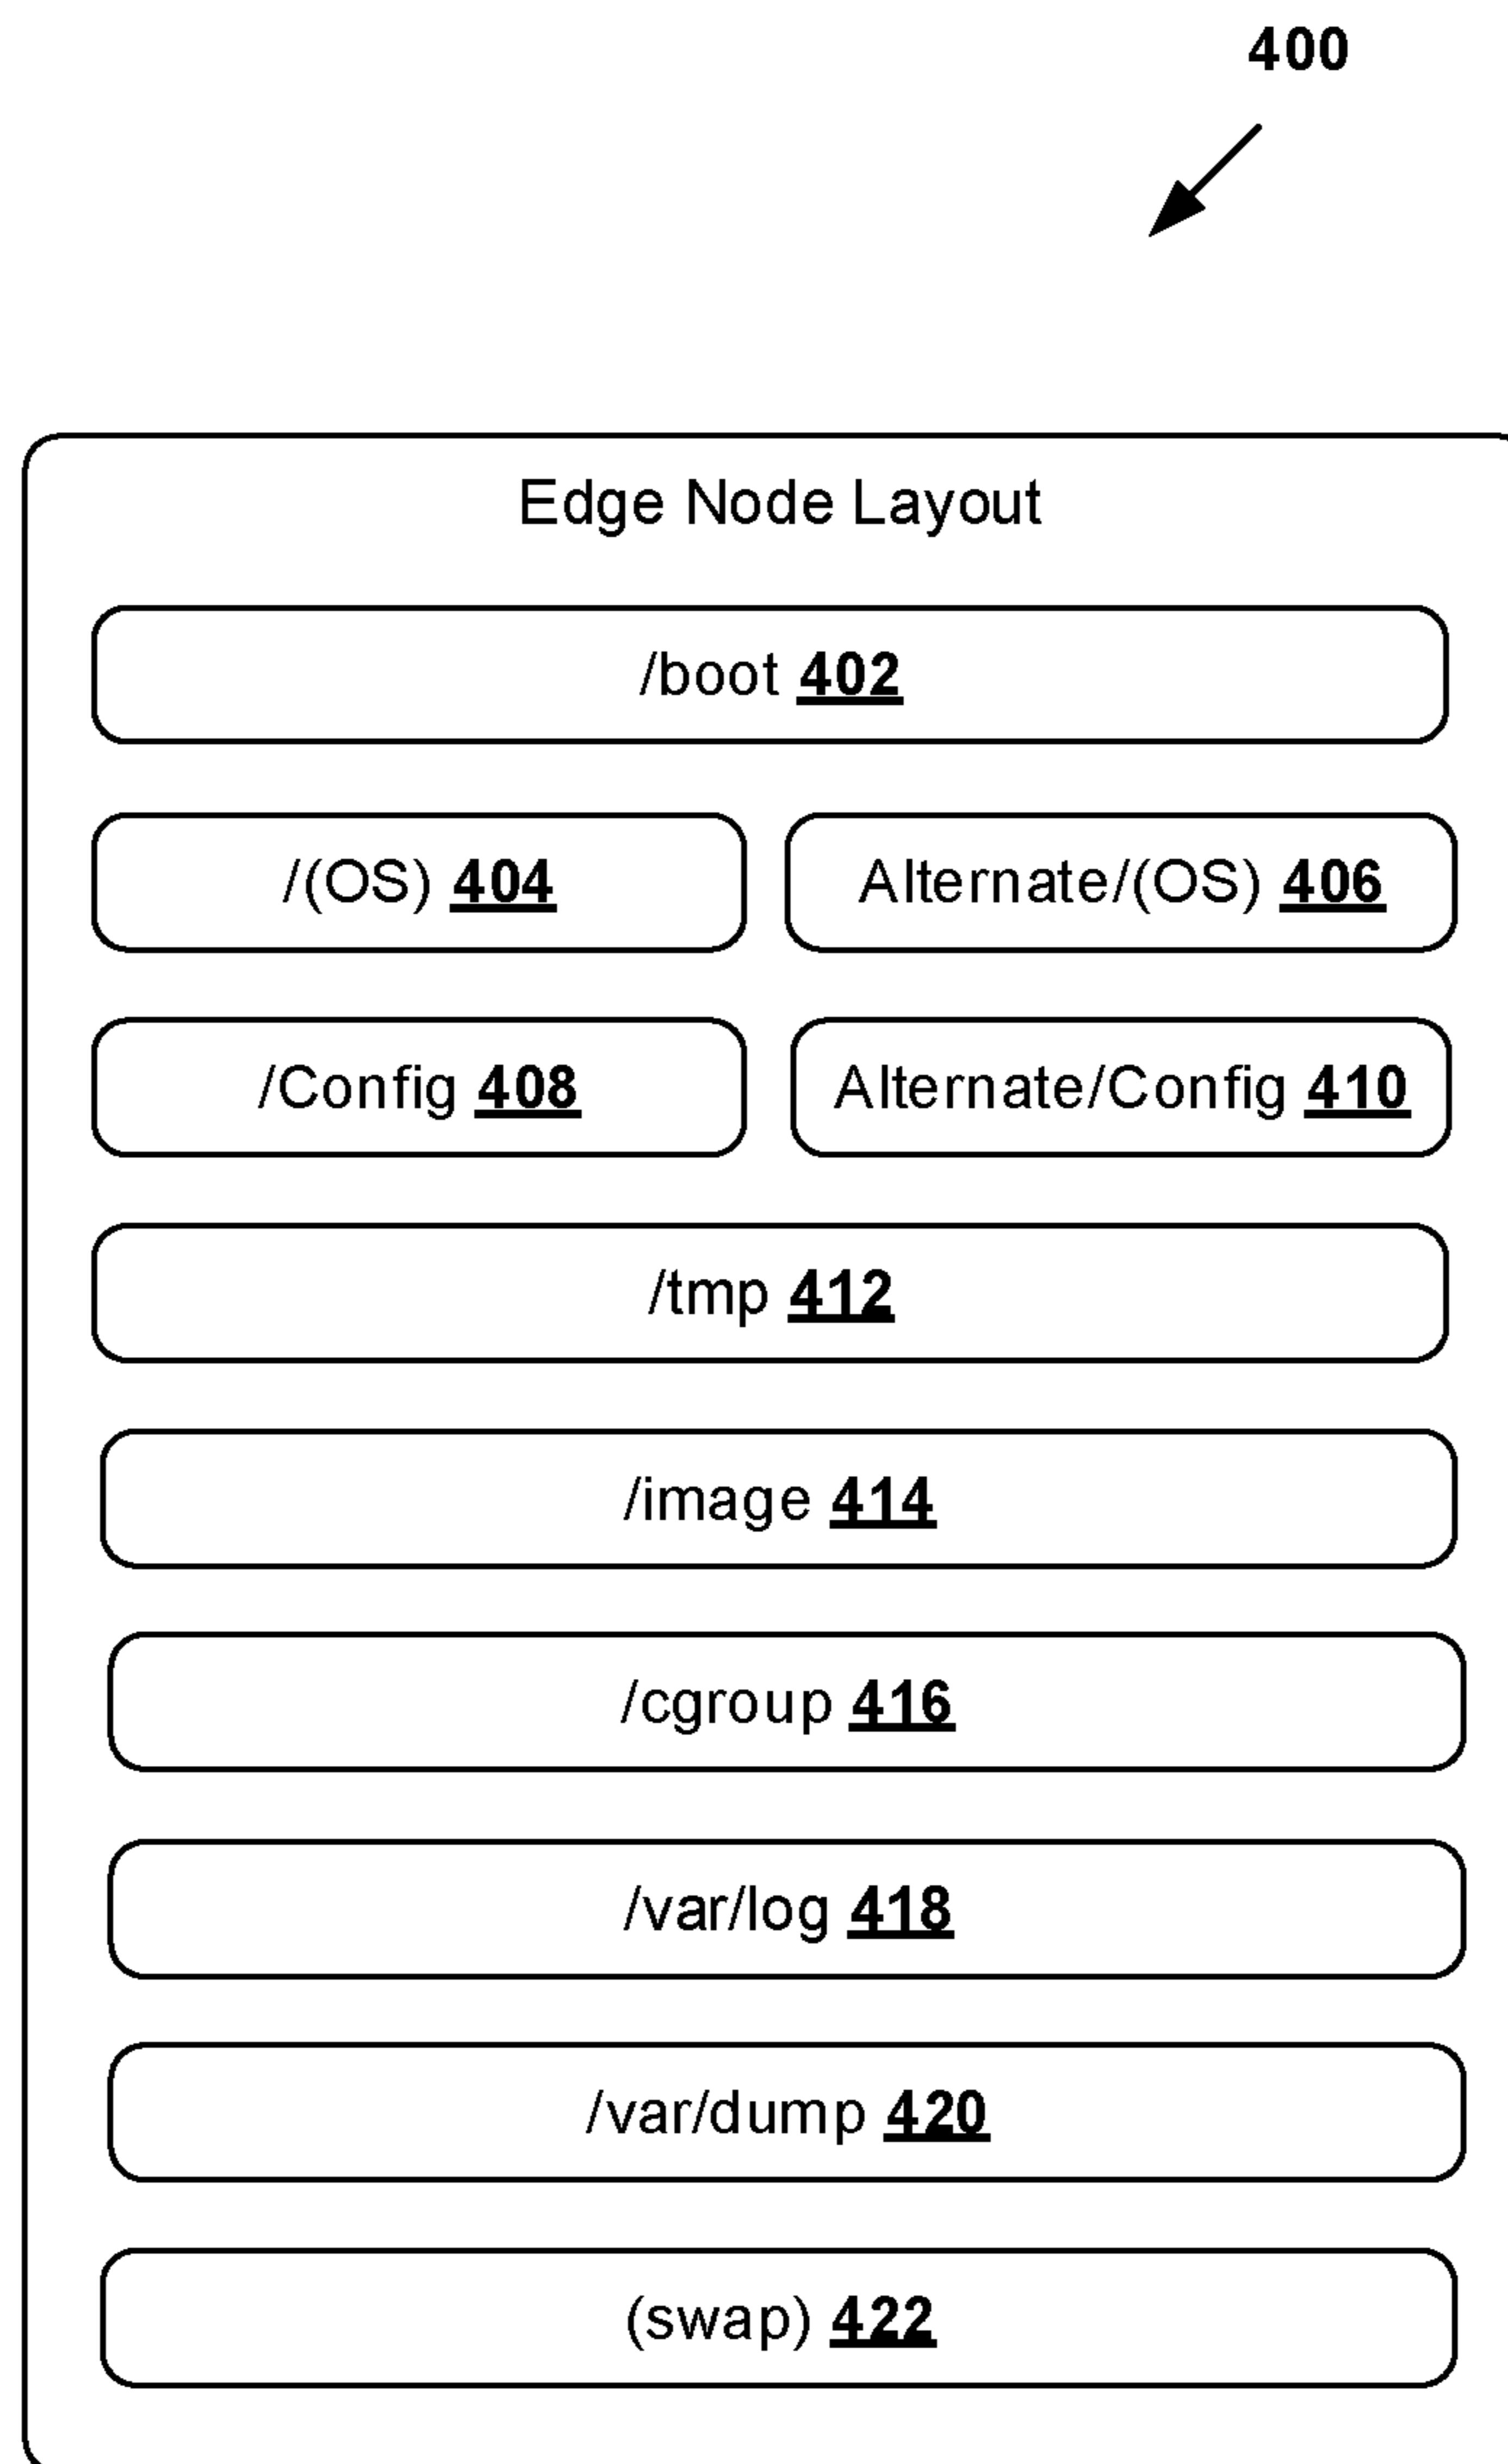 400
Edge Node Layout
/boot 402
/(OS) 404
Alternate/(OS) 406
/Config 408
Alternate/Config 410
/tmp 412
/image 414
/cgroup 416
/var/log 418
/var/dump 420
(swap) 422